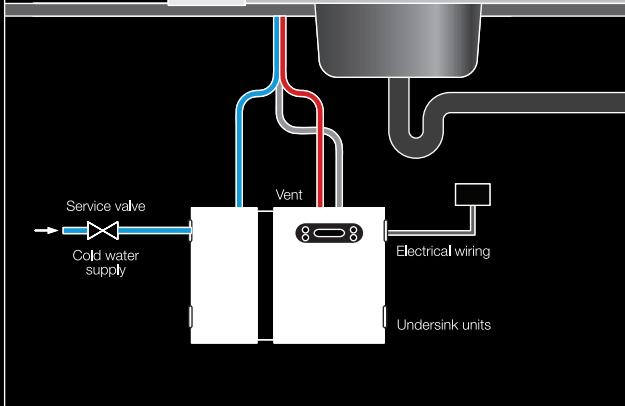 Vent
Service valve
Cold water
supply
Electrical wiring
Undersink units